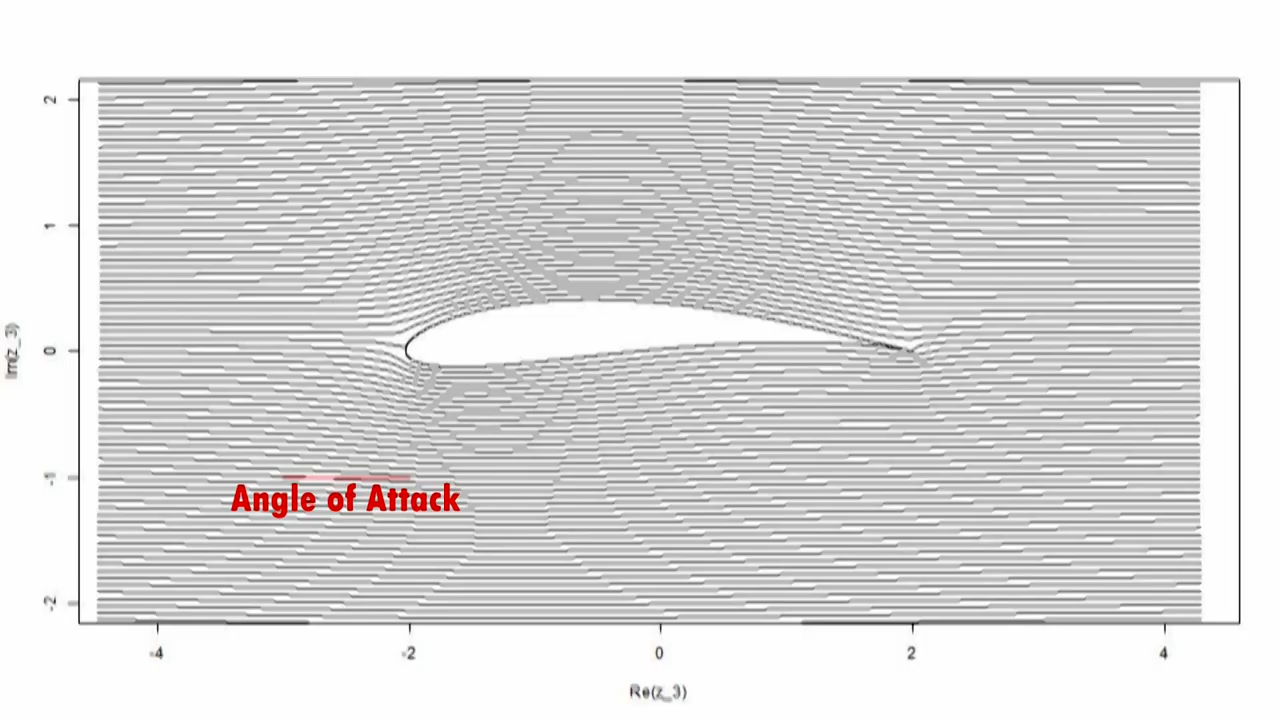 2
1
0
-1
-2
Im(z_3)
Angle of Attack
-4 -2 0 2 4
Re(z_3)